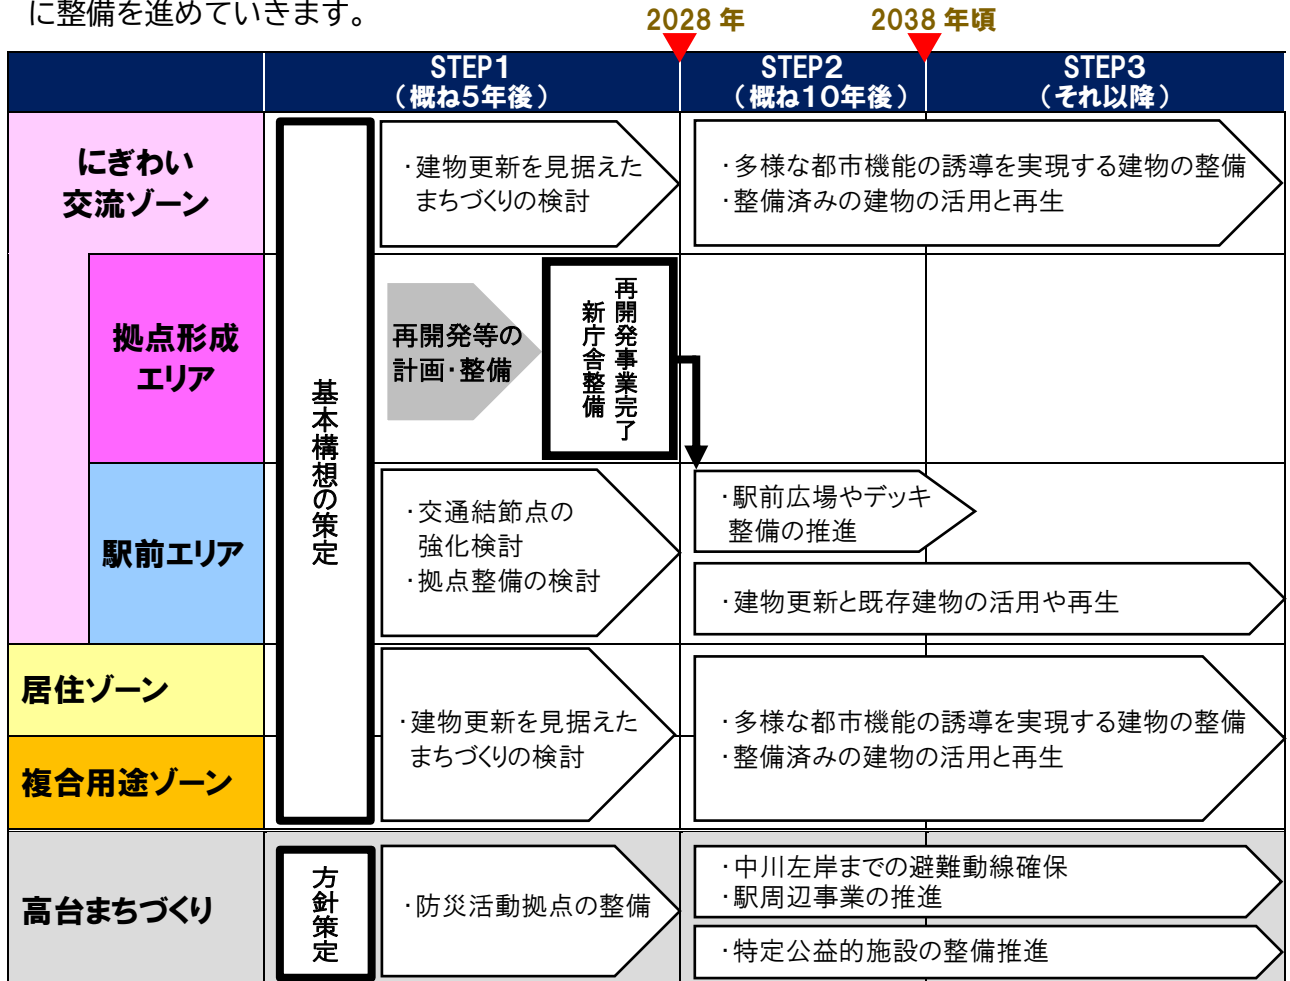 に整備を進めていきます。
2028 年
2038 年頃
STEP1
（概ね5年後）
STEP2
（概ね10年後）
STEP3
（それ以降）
にぎわい
交流ゾーン
基本構想の策定
・建物更新を見据えた
まちづくりの検討
・多様な都市機能の誘導を実現する建物の整備
・整備済みの建物の活用と再生
拠点形成
エリア
再開発等の
計画・整備
再開発事業完了
新庁舎整備
駅前エリア
・交通結節点の
強化検討
・拠点整備の検討
・駅前広場やデッキ
整備の推進
・建物更新と既存建物の活用や再生
居住ゾーン
複合用途ゾーン
・建物更新を見据えた
まちづくりの検討
・多様な都市機能の誘導を実現する建物の整備
・整備済みの建物の活用と再生
高台まちづくり
方針策定
・防災活動拠点の整備
・中川左岸までの避難動線確保
・駅周辺事業の推進
・特定公益的施設の整備推進